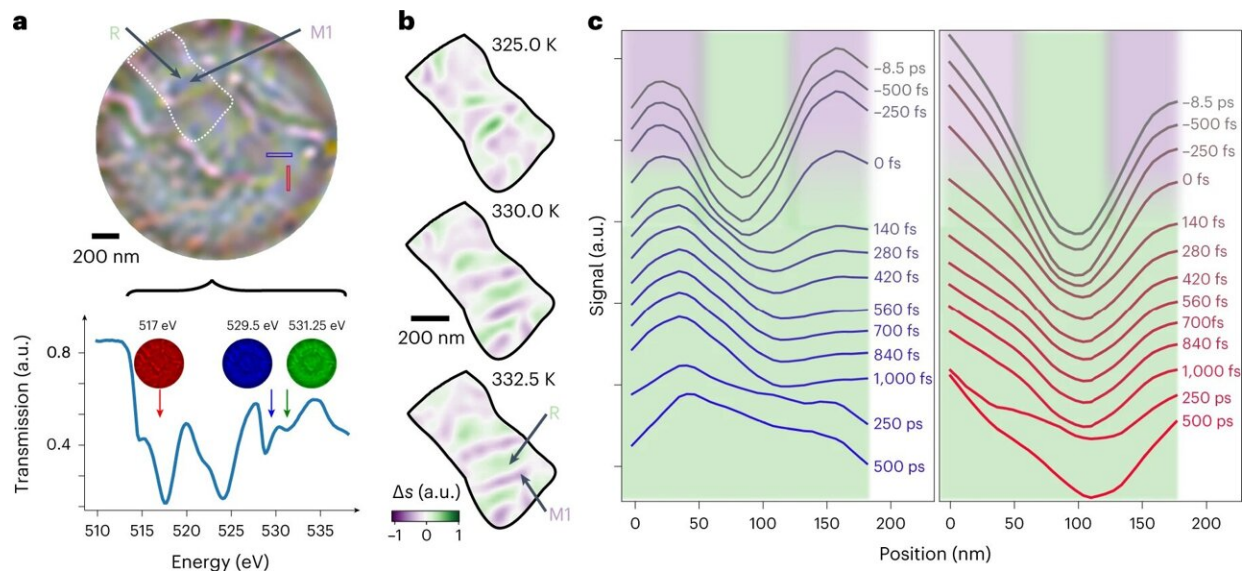 a
R
M1
200 nm
517 eV
529.5 eV
531.25 eV
Transmission (a.u.)
0.8
0.4
510
515
520
525
530
535
Energy (eV)
b
325.0 K
330.0 K
200 nm
332.5 K
R
M1
Δs (a.u.)
−1
0
1
c
Signal (a.u.)
-8.5 ps
-500 fs
-250 fs
0 fs
140 fs
280 fs
420 fs
560 fs
700 fs
840 fs
1,000 fs
250 ps
500 ps
0
50
100
150
200
-8.5 ps
-500 fs
-250 fs
0 fs
140 fs
280 fs
420 fs
560 fs
700fs
840 fs
1,000 fs
250 ps
500 ps
0
50
100
150
200
Position (nm)